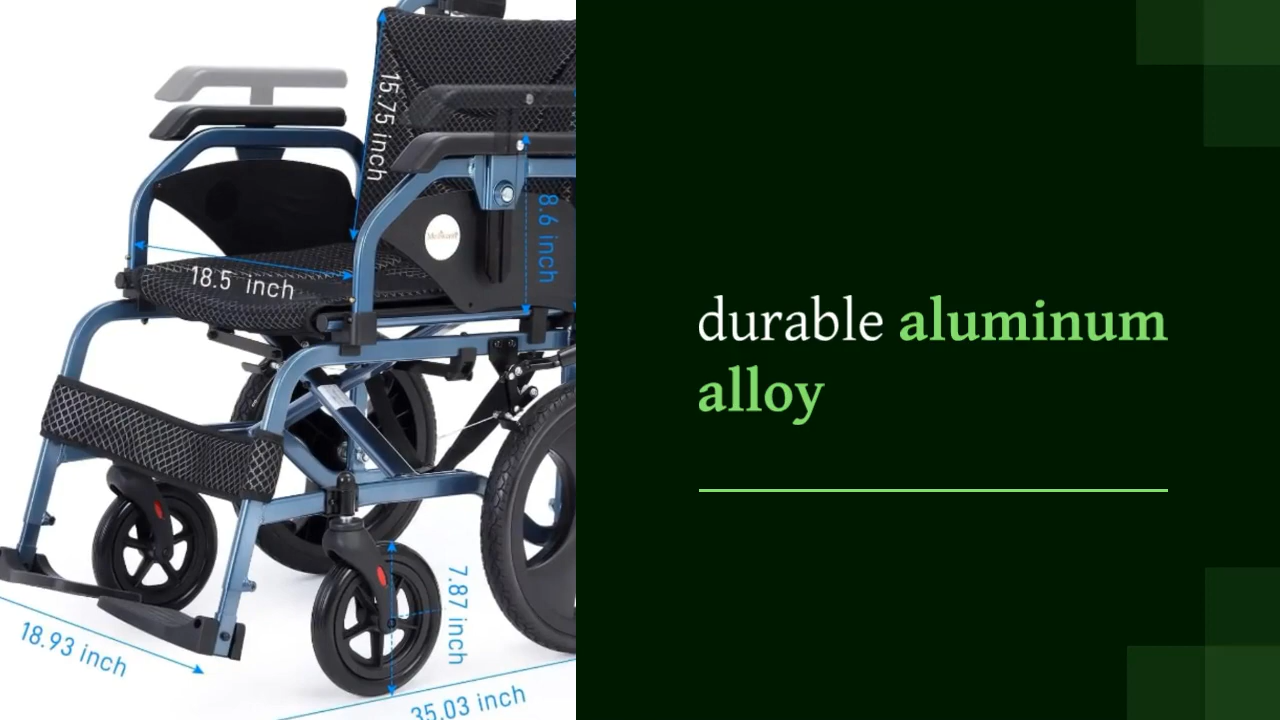 15.75 inch
8.6 inch
18.5 inch
7.87 inch
18.93 inch
35.03 inch
durable aluminum
alloy